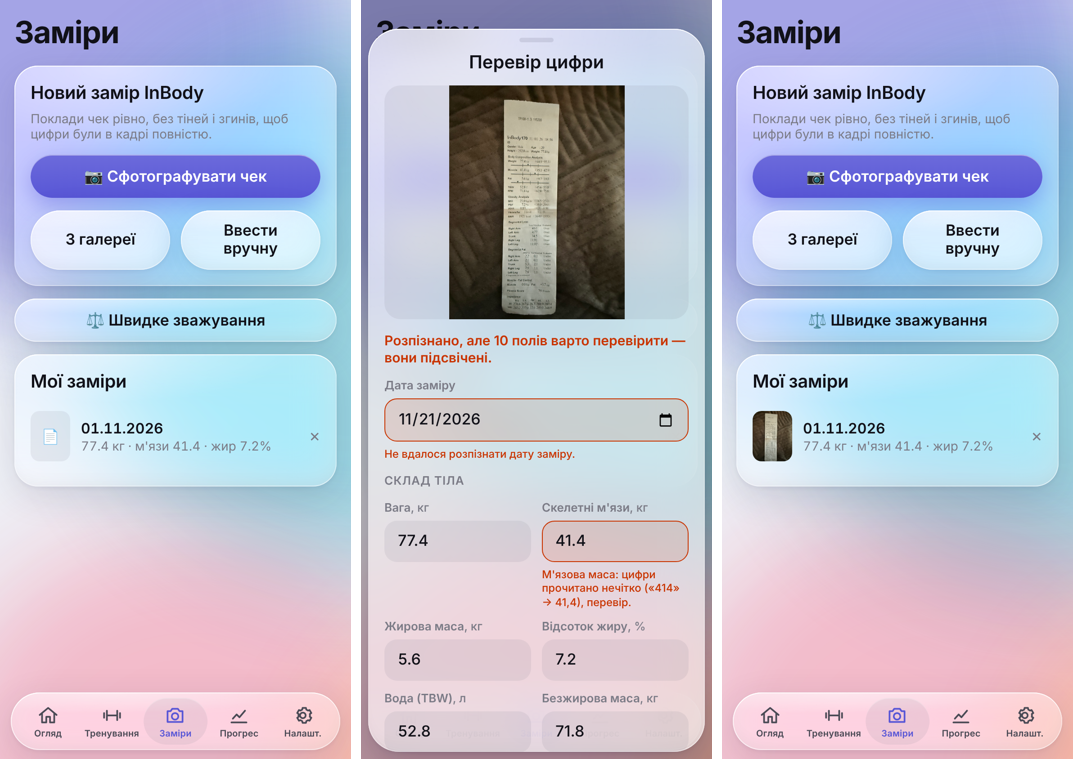 Заміри
Новий замір InBody
Поклади чек рівно, без тіней і згинів, щоб
цифри були в кадрі повністю.
📷 Сфотографувати чек
З галереї
Ввести
вручну
⚖️ Швидке зважування
Мої заміри
01.11.2026
77.4 кг · м'язи 41.4 · жир 7.2%
×
Огляд
Тренування
Заміри
Прогрес
Налашт.
Заміри
Перевір цифри
Розпізнано, але 10 полів варто перевірити —
вони підсвічені.
Дата заміру
11/21/2026
Не вдалося розпізнати дату заміру.
СКЛАД ТІЛА
Вага, кг
Скелетні м'язи, кг
77.4
41.4
М'язова маса: цифри
прочитано нечітко («414»
→ 41,4), перевір.
Жирова маса, кг
Відсоток жиру, %
5.6
7.2
Вода (TBW), л
Безжирова маса, кг
52.8
71.8
Заміри
Новий замір InBody
Поклади чек рівно, без тіней і згинів, щоб
цифри були в кадрі повністю.
📷 Сфотографувати чек
З галереї
Ввести
вручну
⚖️ Швидке зважування
Мої заміри
01.11.2026
77.4 кг · м'язи 41.4 · жир 7.2%
×
Огляд
Тренування
Заміри
Прогрес
Налашт.